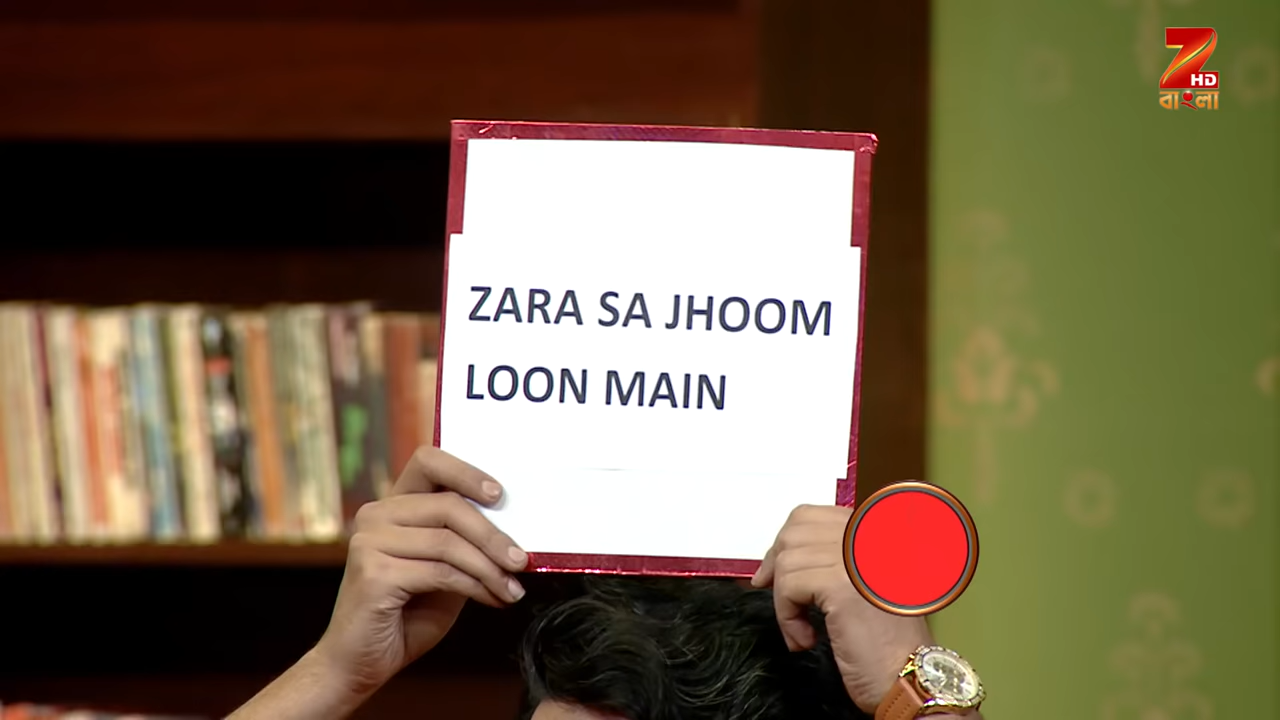 Z HD
বাংলা
ZARA SA JHOOM
LOON MAIN